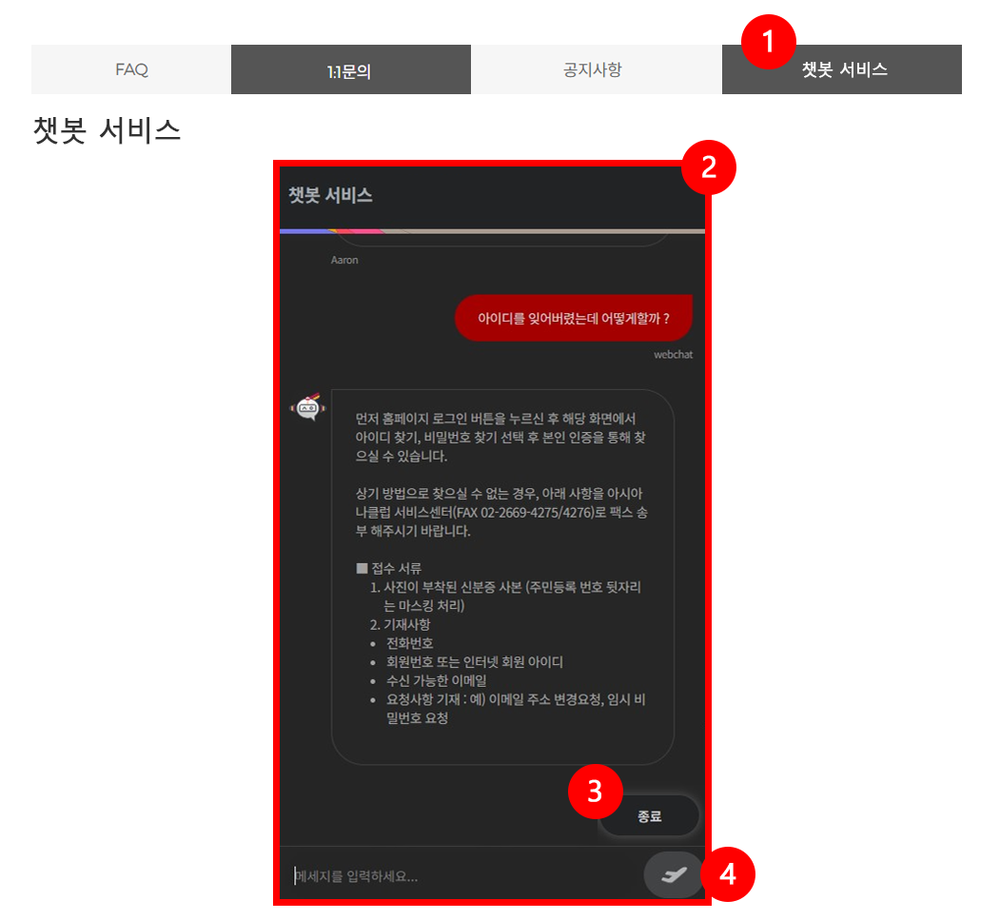 FAQ
1:1문의
공지사항
1
챗봇 서비스
챗봇 서비스
2
챗봇 서비스
Aaron
아이디를 잊어버렸는데 어떻게할까 ?
webchat
먼저 홈페이지 로그인 버튼을 누르신 후 해당 화면에서
아이디 찾기, 비밀번호 찾기 선택 후 본인 인증을 통해 찾
으실 수 있습니다.
상기 방법으로 찾으실 수 없는 경우, 아래 사항을 아시아
나클럽 서비스센터(FAX 02-2669-4275/4276)로 팩스 송
부 해주시기 바랍니다.
■ 접수 서류
1. 사진이 부착된 신분증 사본 (주민등록 번호 뒷자리
는 마스킹 처리)
2. 기재사항
• 전화번호
• 회원번호 또는 인터넷 회원 아이디
• 수신 가능한 이메일
• 요청사항 기재 : 예) 이메일 주소 변경요청, 임시 비
밀번호 요청
3
종료
메세지를 입력하세요...
4